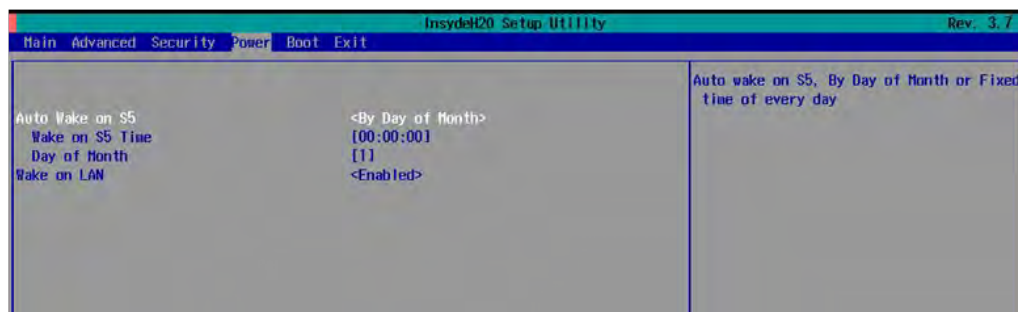 InsydeH20 Setup Utility Rev. 3.7
Main Advanced Security Power Boot Exit
Auto wake on S5, By Day of Month or Fixed
time of every day
Auto Wake on S5 <By Day of Month>
Wake on S5 Time [00:00:00]
Day of Month [1]
Wake on LAN <Enabled>